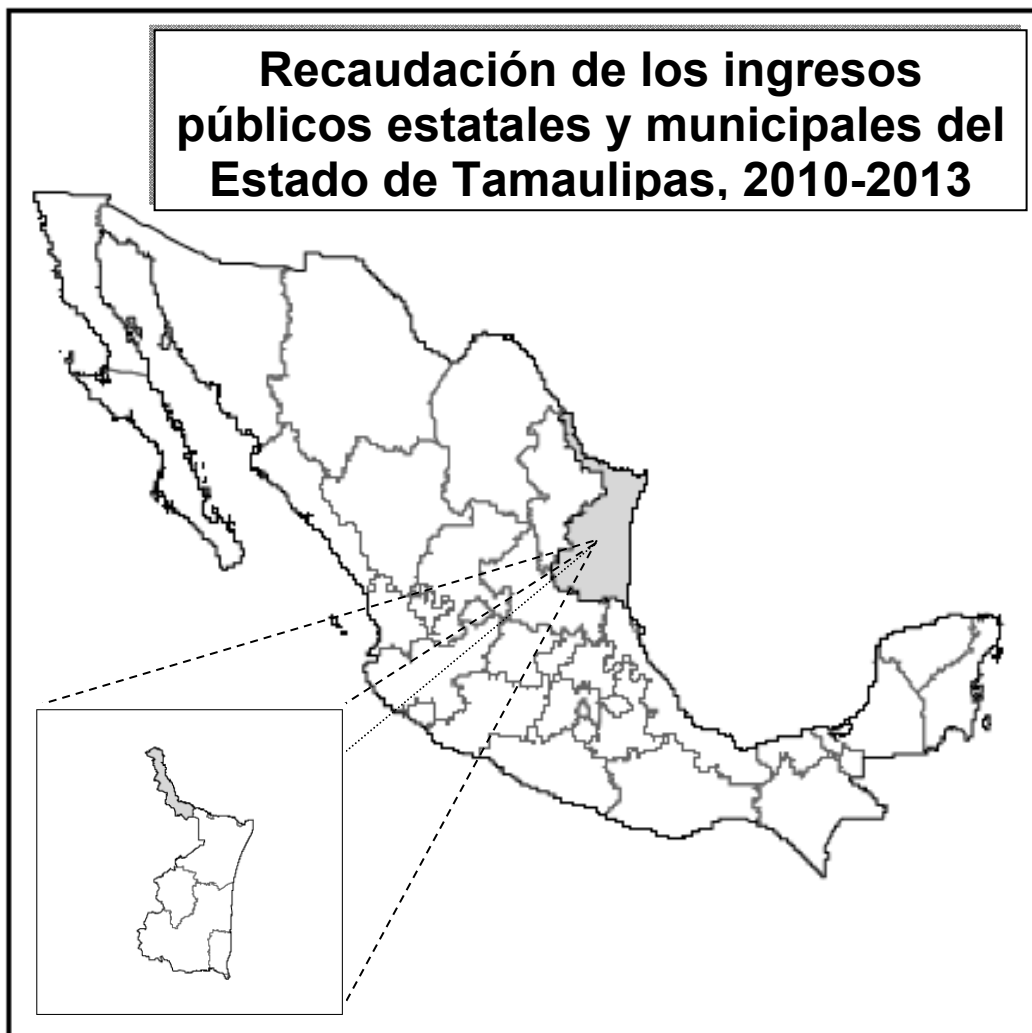 Recaudación de los ingresos
públicos estatales y municipales del
Estado de Tamaulipas, 2010-2013